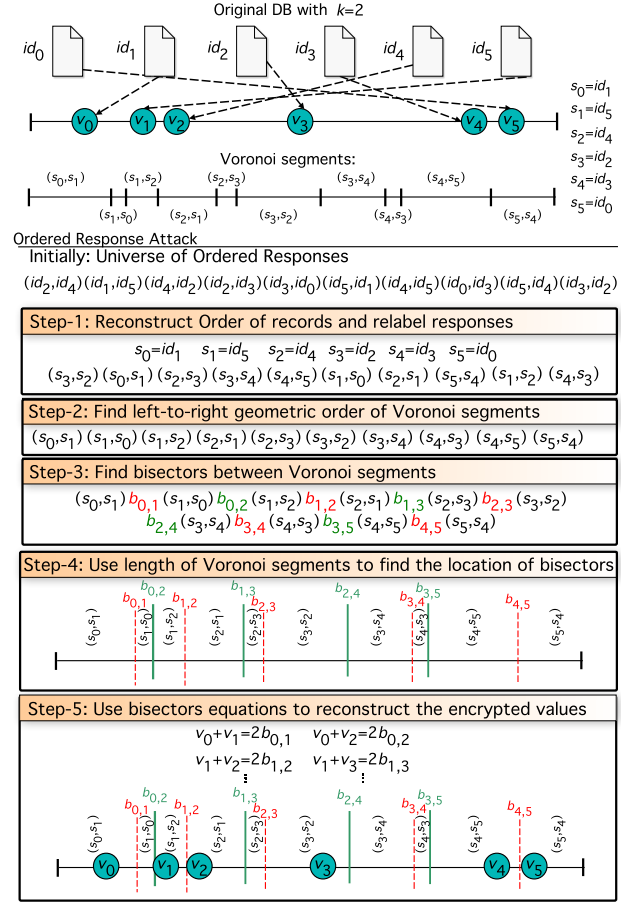 Original DB with k=2
id0 id1 id2 id3 id4 id5
v0 v1 v2 v3 v4 v5
s0=id1
s1=id5
s2=id4
s3=id2
s4=id3
s5=id0
Voronoi segments:
(s0,s1) (s1,s2) (s2,s3) (s3,s4) (s4,s5)
(s1,s0) (s2,s1) (s3,s2) (s4,s3) (s5,s4)
Ordered Response Attack
Initially: Universe of Ordered Responses
(id2,id4)(id1,id5)(id4,id2)(id2,id3)(id3,id0)(id5,id1)(id4,id5)(id0,id3)(id5,id4)(id3,id2)
Step-1: Reconstruct Order of records and relabel responses
s0=id1 s1=id5 s2=id4 s3=id2 s4=id3 s5=id0
(s3,s2)(s0,s1)(s2,s3)(s3,s4)(s4,s5)(s1,s0)(s2,s1)(s5,s4)(s1,s2)(s4,s3)
Step-2: Find left-to-right geometric order of Voronoi segments
(s0,s1)(s1,s0)(s1,s2)(s2,s1)(s2,s3)(s3,s2)(s3,s4)(s4,s3)(s4,s5)(s5,s4)
Step-3: Find bisectors between Voronoi segments
(s0,s1)b0,1(s1,s0)b0,2(s1,s2)b1,2(s2,s1)b1,3(s2,s3)b2,3(s3,s2)
b2,4(s3,s4)b3,4(s4,s3)b3,5(s4,s5)b4,5(s5,s4)
Step-4: Use length of Voronoi segments to find the location of bisectors
b0,2 b1,3 b2,4 b3,5
b0,1 b1,2 b2,3 b3,4 b4,5
(s0,s1) (s1,s0) (s1,s2) (s2,s1) (s2,s3) (s3,s2) (s3,s4) (s4,s3) (s4,s5) (s5,s4)
Step-5: Use bisectors equations to reconstruct the encrypted values
v0+v1=2b0,1 v0+v2=2b0,2
v1+v2=2b1,2 v1+v3=2b1,3
b0,2 b1,3 b2,4 b3,5
b0,1 b1,2 b2,3 b3,4 b4,5
(s0,s1) (s1,s0) (s1,s2) (s2,s1) (s2,s3) (s3,s2) (s3,s4) (s4,s3) (s4,s5) (s5,s4)
v0 v1 v2 v3 v4 v5